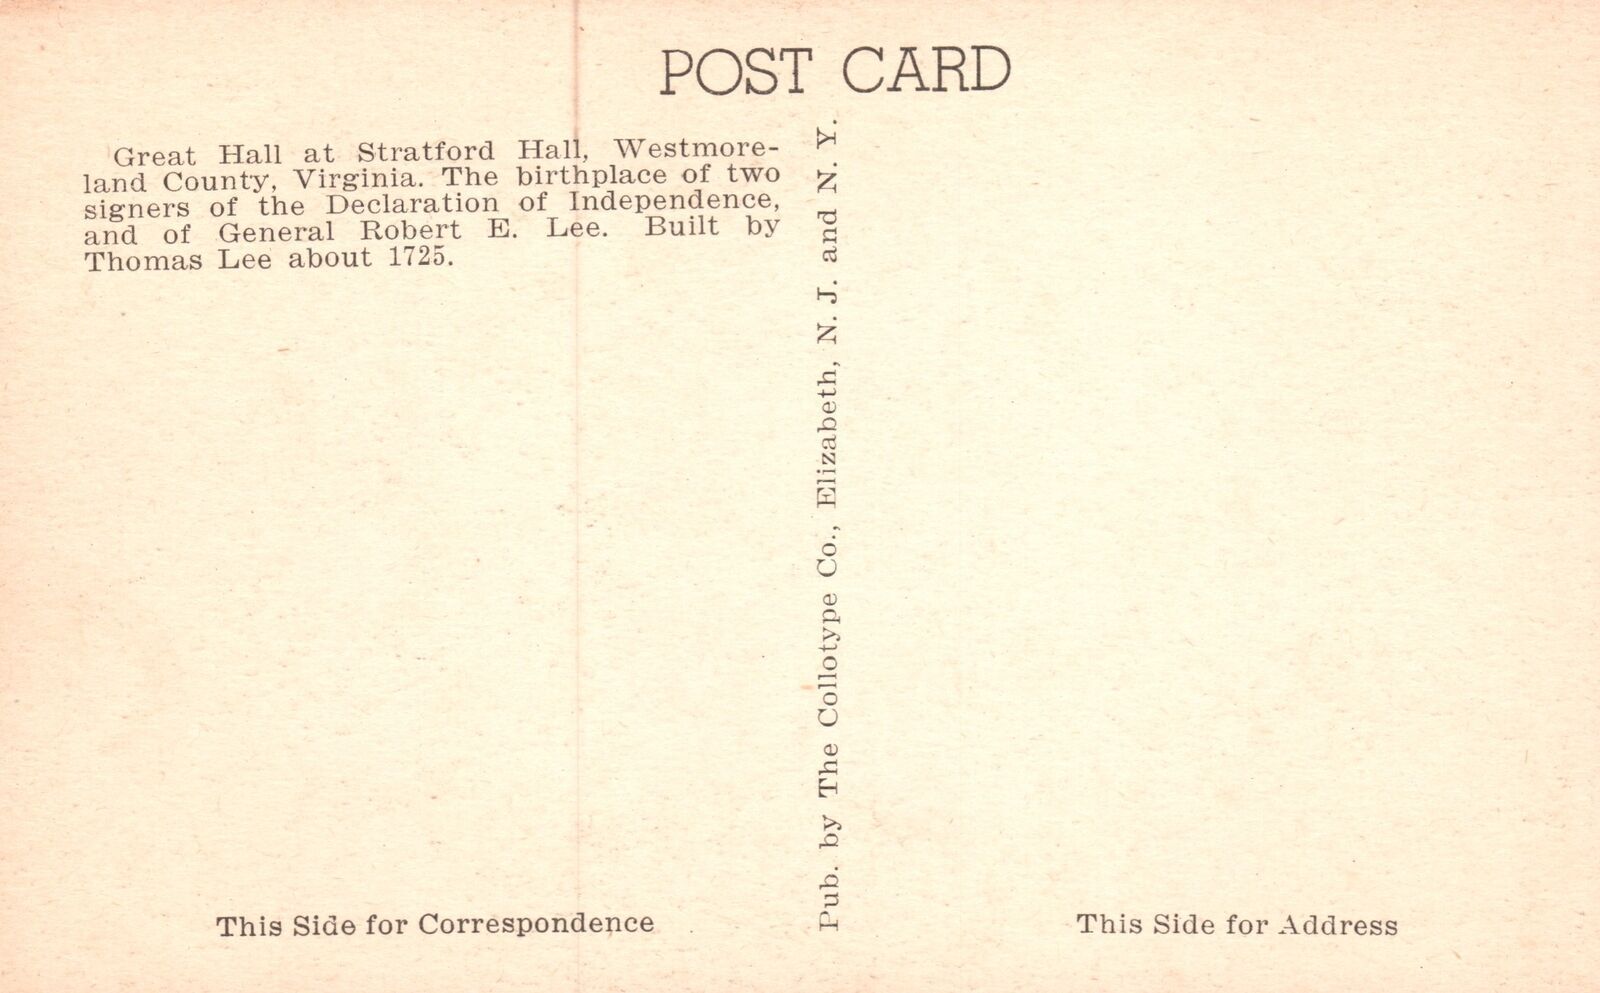 POST CARD
Great Hall at Stratford Hall, Westmore-
land County, Virginia. The birthplace of two
signers of the Declaration of Independence,
and of General Robert E. Lee. Built by
Thomas Lee about 1725.
Pub. by The Collotype Co., Elizabeth, N. J. and N. Y.
This Side for Correspondence
This Side for Address